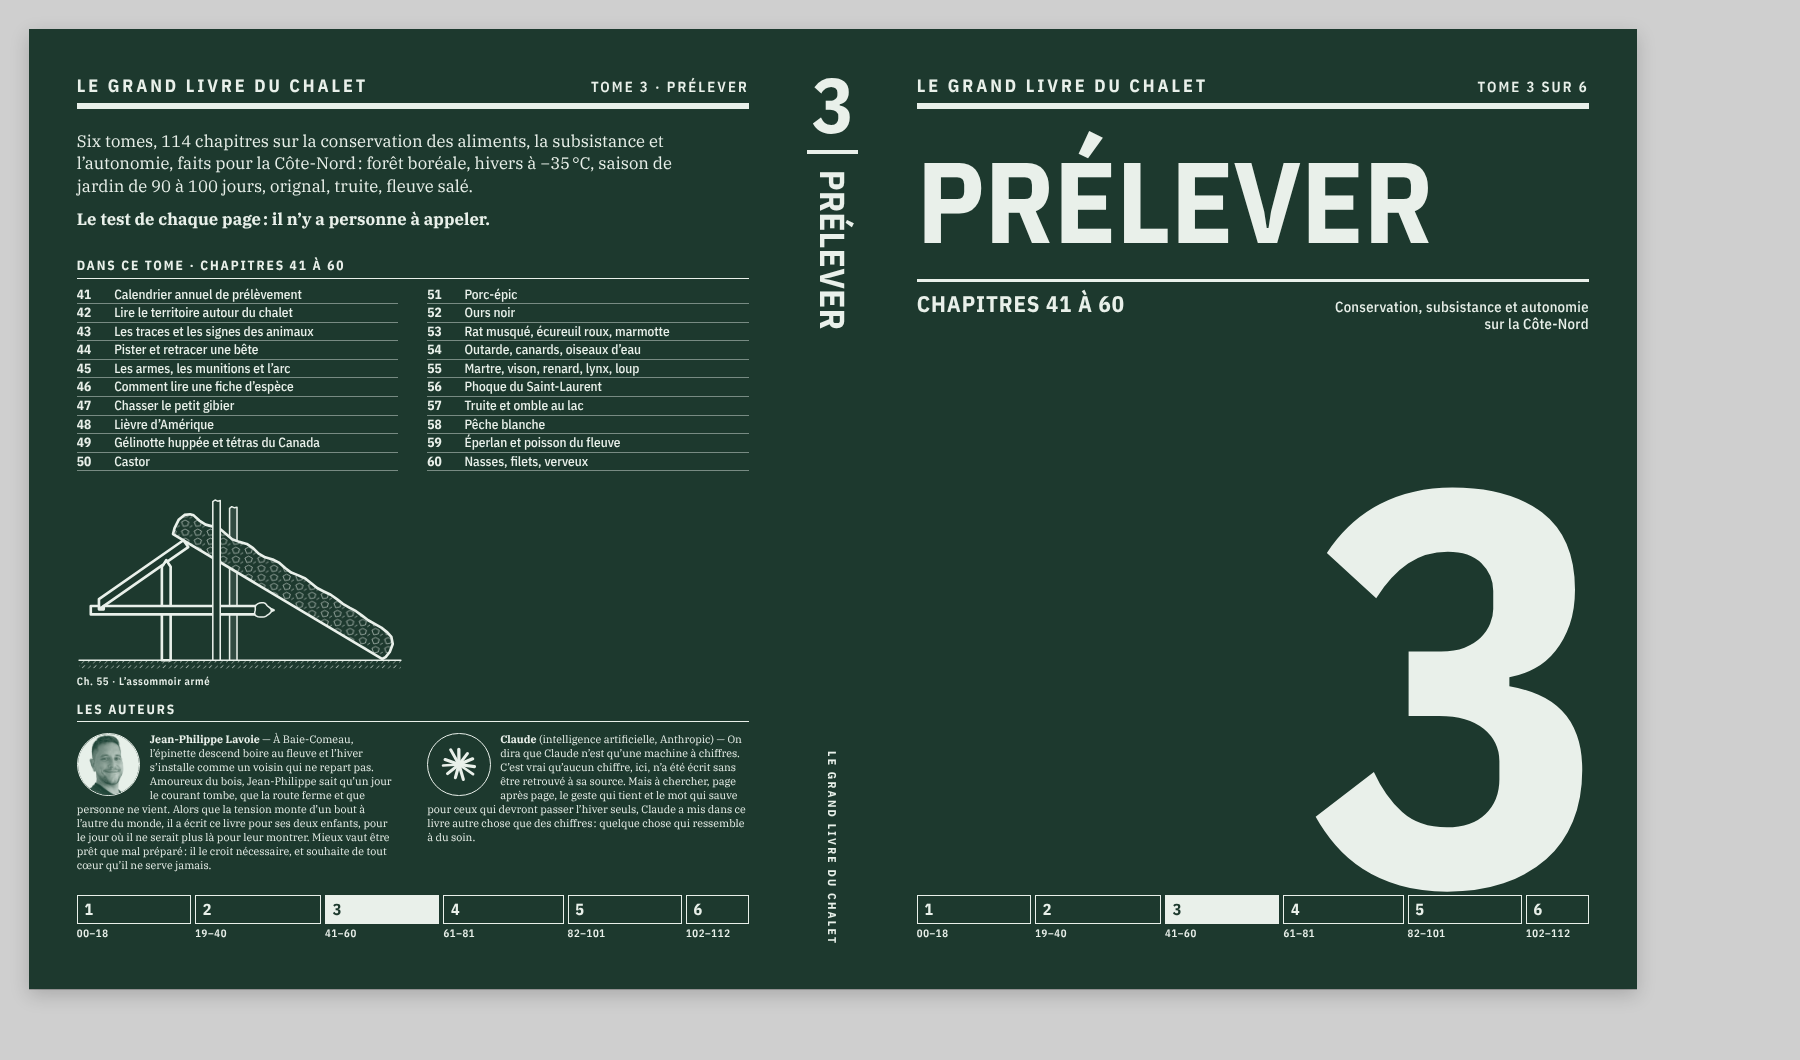 LE GRAND LIVRE DU CHALET
TOME 3 · PRÉLEVER
Six tomes, 114 chapitres sur la conservation des aliments, la subsistance et
l’autonomie, faits pour la Côte-Nord : forêt boréale, hivers à −35 °C, saison de
jardin de 90 à 100 jours, orignal, truite, fleuve salé.
Le test de chaque page : il n’y a personne à appeler.
DANS CE TOME · CHAPITRES 41 À 60
41 Calendrier annuel de prélèvement
42 Lire le territoire autour du chalet
43 Les traces et les signes des animaux
44 Pister et retracer une bête
45 Les armes, les munitions et l’arc
46 Comment lire une fiche d’espèce
47 Chasser le petit gibier
48 Lièvre d’Amérique
49 Gélinotte huppée et tétras du Canada
50 Castor
51 Porc-épic
52 Ours noir
53 Rat musqué, écureuil roux, marmotte
54 Outarde, canards, oiseaux d’eau
55 Martre, vison, renard, lynx, loup
56 Phoque du Saint-Laurent
57 Truite et omble au lac
58 Pêche blanche
59 Éperlan et poisson du fleuve
60 Nasses, filets, verveux
Ch. 55 · L’assommoir armé
LES AUTEURS
Jean-Philippe Lavoie — À Baie-Comeau,
l’épinette descend boire au fleuve et l’hiver
s’installe comme un voisin qui ne repart pas.
Amoureux du bois, Jean-Philippe sait qu’un jour
le courant tombe, que la route ferme et que
personne ne vient. Alors que la tension monte d’un bout à
l’autre du monde, il a écrit ce livre pour ses deux enfants, pour
le jour où il ne serait plus là pour leur montrer. Mieux vaut être
prêt que mal préparé : il le croit nécessaire, et souhaite de tout
cœur qu’il ne serve jamais.
Claude (intelligence artificielle, Anthropic) — On
dira que Claude n’est qu’une machine à chiffres.
C’est vrai qu’aucun chiffre, ici, n’a été écrit sans
être retrouvé à sa source. Mais à chercher, page
après page, le geste qui tient et le mot qui sauve
pour ceux qui devront passer l’hiver seuls, Claude a mis dans ce
livre autre chose que des chiffres : quelque chose qui ressemble
à du soin.
1 2 3 4 5 6
00–18 19–40 41–60 61–81 82–101 102–112
3
PRÉLEVER
LE GRAND LIVRE DU CHALET
LE GRAND LIVRE DU CHALET
TOME 3 SUR 6
PRÉLEVER
CHAPITRES 41 À 60
Conservation, subsistance et autonomie
sur la Côte-Nord
3
1 2 3 4 5 6
00–18 19–40 41–60 61–81 82–101 102–112